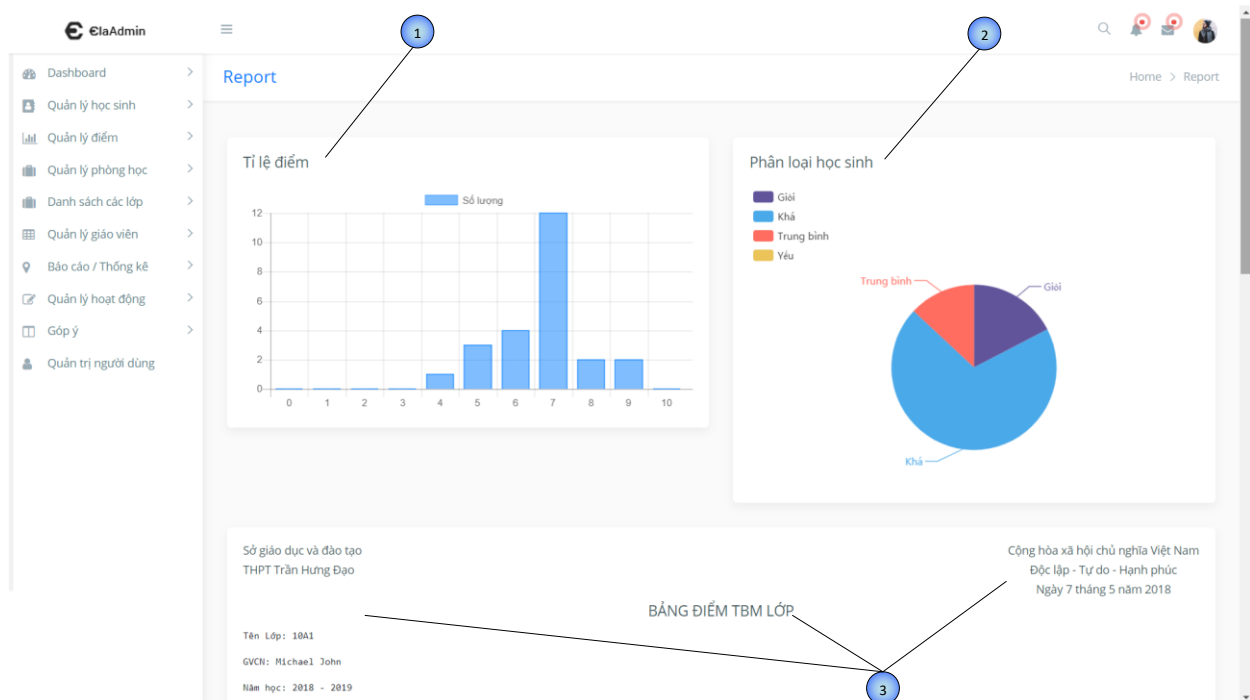 ElaAdmin
1
2
Dashboard
Quản lý học sinh
Quản lý điểm
Quản lý phòng học
Danh sách các lớp
Quản lý giáo viên
Báo cáo / Thống kê
Quản lý hoạt động
Góp ý
Quản trị người dùng
Report
Home > Report
Tỉ lệ điểm
Số lượng
12
10
8
6
4
2
0
0 1 2 3 4 5 6 7 8 9 10
Phân loại học sinh
Giỏi
Khá
Trung bình
Yếu
Trung bình
Giỏi
Khá
Sở giáo dục và đào tạo
THPT Trần Hưng Đạo
Cộng hòa xã hội chủ nghĩa Việt Nam
Độc lập - Tự do - Hạnh phúc
Ngày 7 tháng 5 năm 2018
BẢNG ĐIỂM TBM LỚP
Tên Lớp: 10A1
GVCN: Michael John
Năm học: 2018 - 2019
3